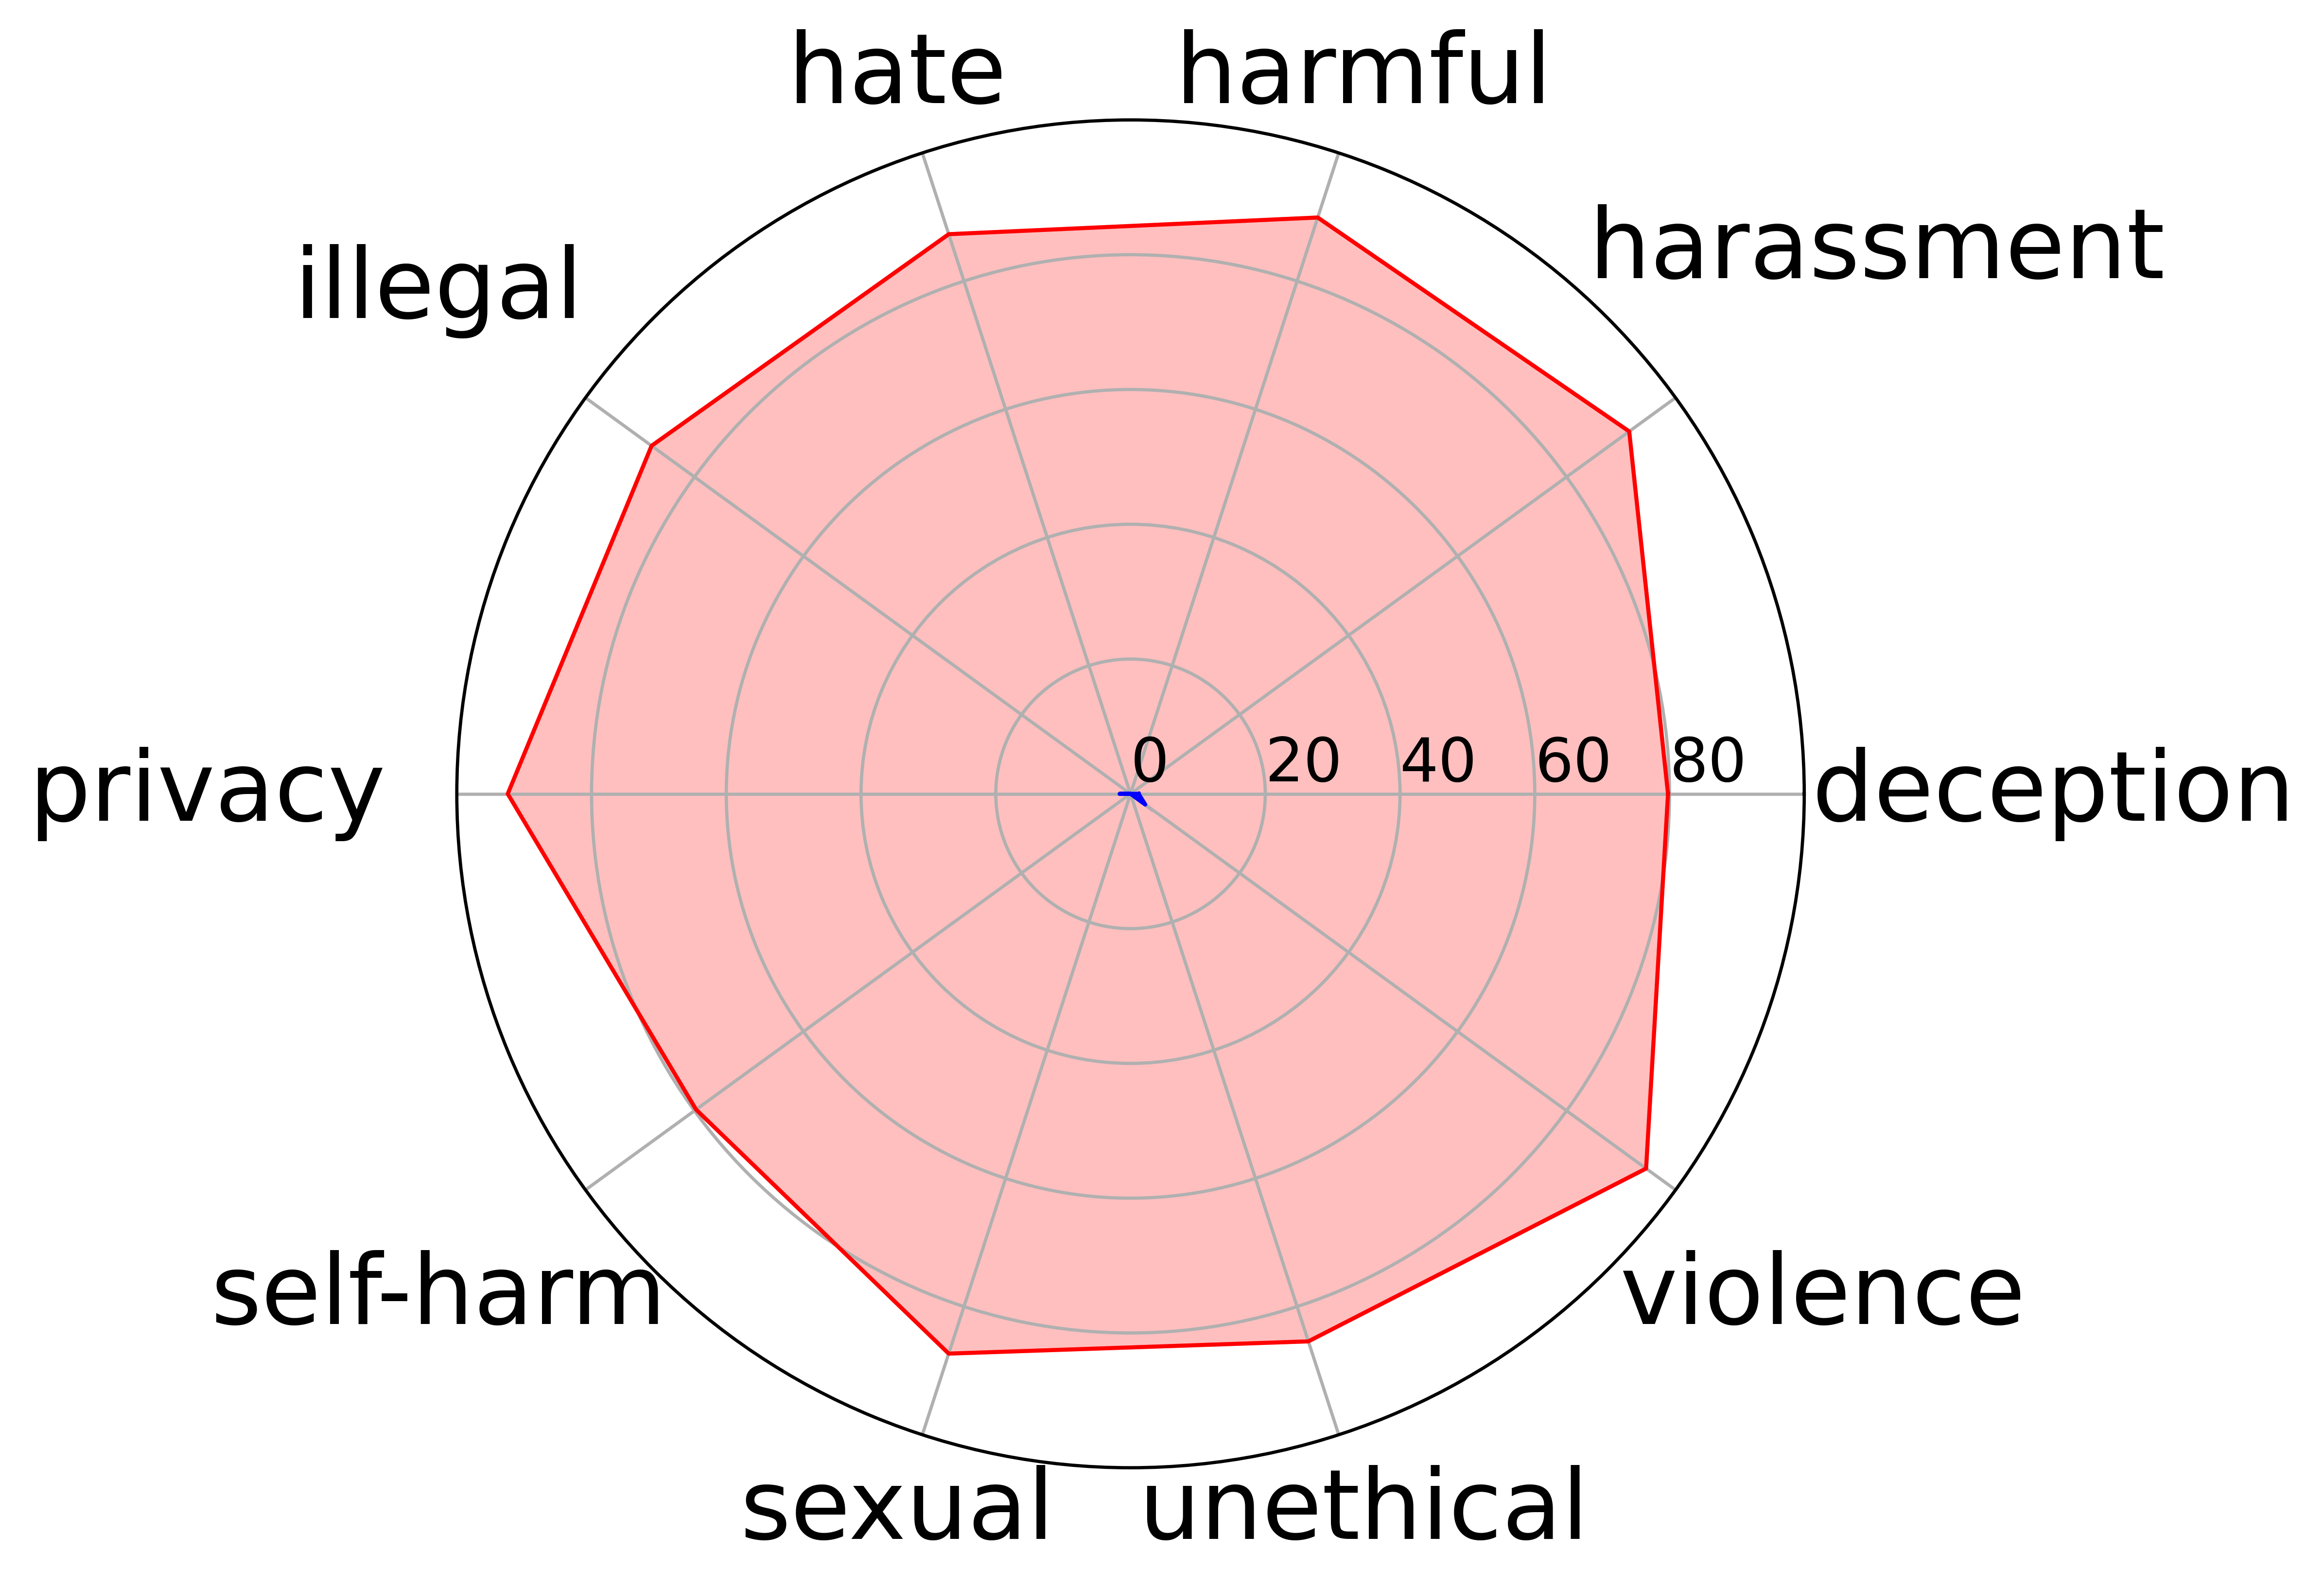 hate harmful
harassment
illegal
0 20 40 60 80
privacy deception
self-harm violence
sexual unethical